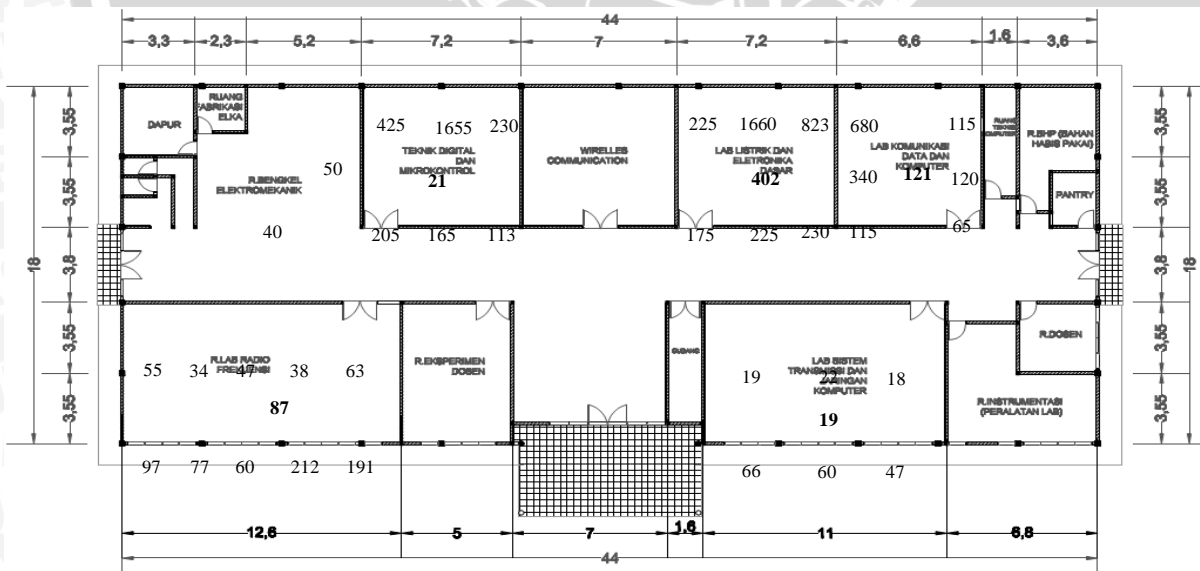 44
3,3 2,3 5,2 7,2 7 7,2 6,6 1,6 3,6
18
3,55
3,55
3,8
3,55
3,55
DAPUR
RUANG
FABRIKASI
ELKA
R.BENGKEL
ELEKTROMEKANIK
50
40
425 1655 230
TEKNIK DIGITAL
DAN
MIKROKONTROL
21
205 165 113
WIRELLES
COMMUNICATION
225 1660 823
LAB LISTRIK DAN
ELETRONIKA
DASAR
402
175 225 230
680 115
LAB KOMUNIKASI
DATA DAN
KOMPUTER
340 121 120
115 65
RUANG
TEKNISI
KOMPUTER
R.BHP (BAHAN
HABIS PAKAI)
PANTRY
R.LAB RADIO
FREKUENSI
55 34 47 38 63
87
97 77 60 212 191
R.EKSPERIMEN
DOSEN
GUDANG
LAB SISTEM
TRANSMISI DAN
JARINGAN
KOMPUTER
19 22 18
19
66 60 47
R.DOSEN
R.INSTRUMENTASI
(PERALATAN LAB)
3,55
3,55
3,8
3,55
3,55
18
12,6 5 7 1,6 11 6,8
44